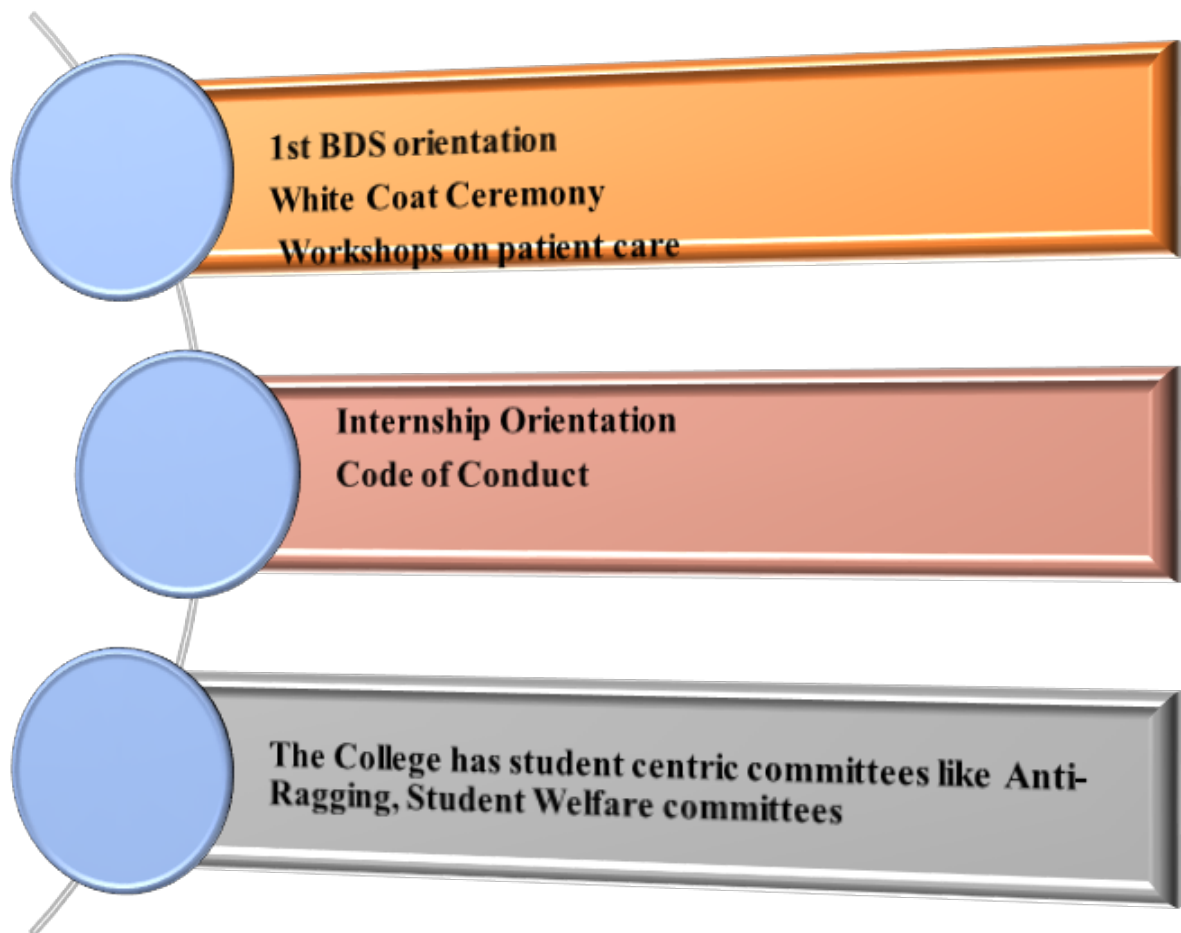 1st BDS orientation
White Coat Ceremony
Workshops on patient care
Internship Orientation
Code of Conduct
The College has student centric committees like Anti-
Ragging, Student Welfare committees